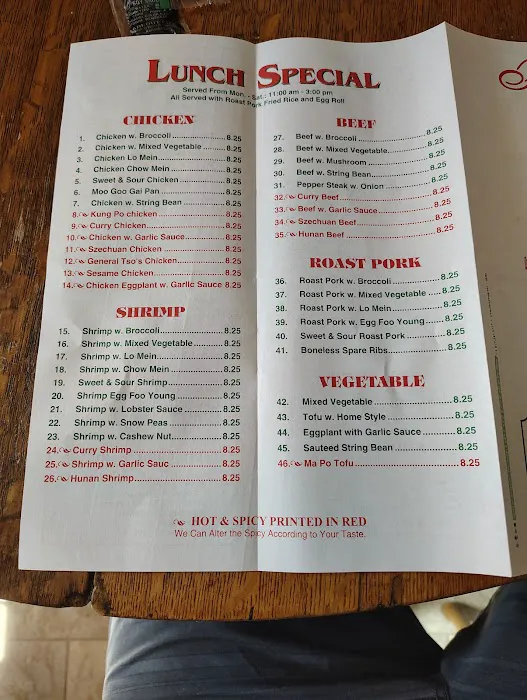 LUNCH SPECIAL
Served From Mon. - Sat.: 11:00 am - 3:00 pm
All Served with Roast Pork Fried Rice and Egg Roll
CHICKEN
1. Chicken w. Broccoli 8.25
2. Chicken w. Mixed Vegetable 8.25
3. Chicken Lo Mein 8.25
4. Chicken Chow Mein 8.25
5. Sweet & Sour Chicken 8.25
6. Moo Goo Gai Pan 8.25
7. Chicken w. String Bean 8.25
8. Kung Po chicken 8.25
9. Curry Chicken 8.25
10. Chicken w. Garlic Sauce 8.25
11. Szechuan Chicken 8.25
12. General Tso's Chicken 8.25
13. Sesame Chicken 8.25
14. Chicken Eggplant w. Garlic Sauce 8.25
SHRIMP
15. Shrimp w. Broccoli 8.25
16. Shrimp w. Mixed Vegetable 8.25
17. Shrimp w. Lo Mein 8.25
18. Shrimp w. Chow Mein 8.25
19. Sweet & Sour Shrimp 8.25
20. Shrimp Egg Foo Young 8.25
21. Shrimp w. Lobster Sauce 8.25
22. Shrimp w. Snow Peas 8.25
23. Shrimp w. Cashew Nut 8.25
24. Curry Shrimp 8.25
25. Shrimp w. Garlic Sauc 8.25
26. Hunan Shrimp 8.25
BEEF
27. Beef w. Broccoli 8.25
28. Beef w. Mixed Vegetable 8.25
29. Beef w. Mushroom 8.25
30. Beef w. String Bean 8.25
31. Pepper Steak w. Onion 8.25
32. Curry Beef 8.25
33. Beef w. Garlic Sauce 8.25
34. Szechuan Beef 8.25
35. Hunan Beef 8.25
ROAST PORK
36. Roast Pork w. Broccoli 8.25
37. Roast Pork w. Mixed Vegetable 8.25
38. Roast Pork w. Lo Mein 8.25
39. Roast Pork w. Egg Foo Young 8.25
40. Sweet & Sour Roast Pork 8.25
41. Boneless Spare Ribs 8.25
VEGETABLE
42. Mixed Vegetable 8.25
43. Tofu w. Home Style 8.25
44. Eggplant with Garlic Sauce 8.25
45. Sauteed String Bean 8.25
46. Ma Po Tofu 8.25
HOT & SPICY PRINTED IN RED
We Can Alter the Spicy According to Your Taste.